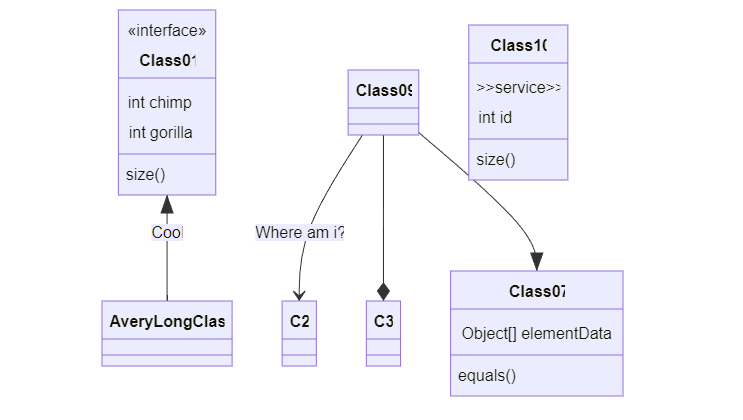 «interface»
Class01
int chimp
int gorilla
size()
Cool
AveryLongClas
Class09
Where am i?
C2
C3
Class10
>>service>>
int id
size()
Class07
Object[] elementData
equals()